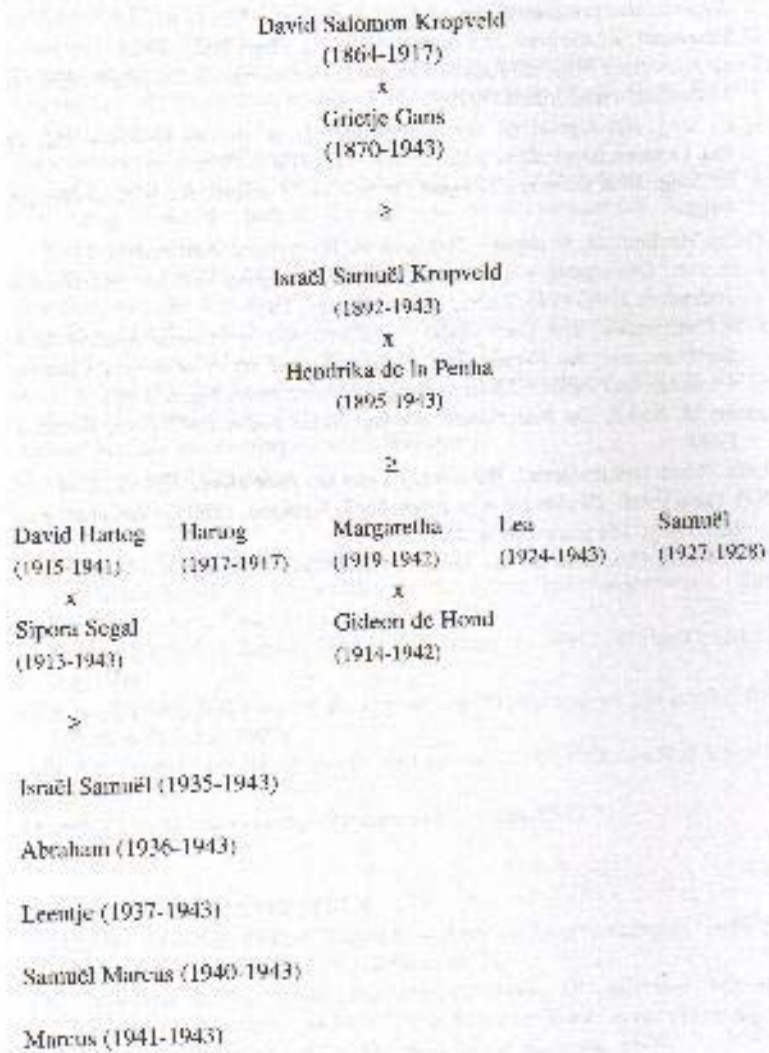 David Salomon Kropveld
(1864-1917)
x
Grietje Gans
(1870-1943)
>
Israël Samuël Kropveld
(1892-1943)
x
Hendrika de la Penha
(1895-1943)
>
David Hartog Hartog Margaretha Lea Samuël
(1915-1941) (1917-1917) (1919-1942) (1924-1943) (1927-1928)
x x
Sipora Segal Gideon de Hond
(1913-1943) (1914-1942)
>
Israël Samuël (1935-1943)
Abraham (1936-1943)
Leentje (1937-1943)
Samuël Marcus (1940-1943)
Marcus (1941-1943)